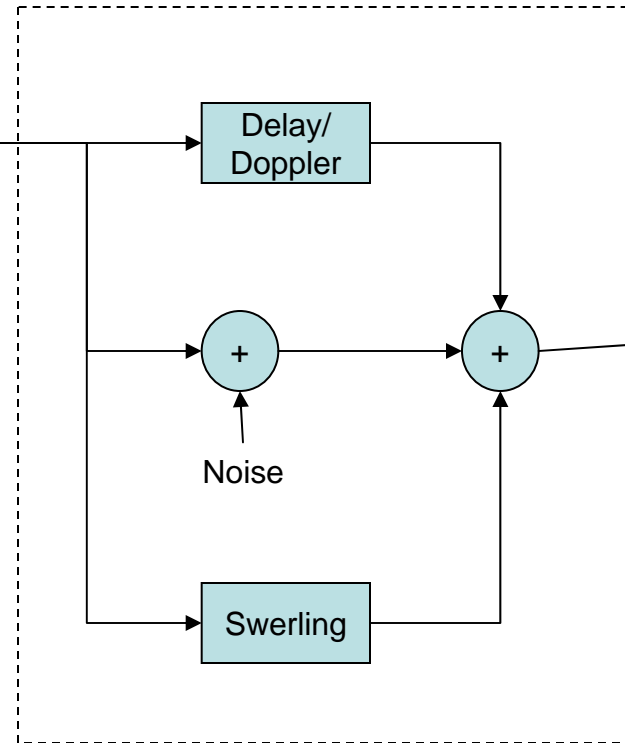 Delay/
Doppler
+
+
Noise
Swerling